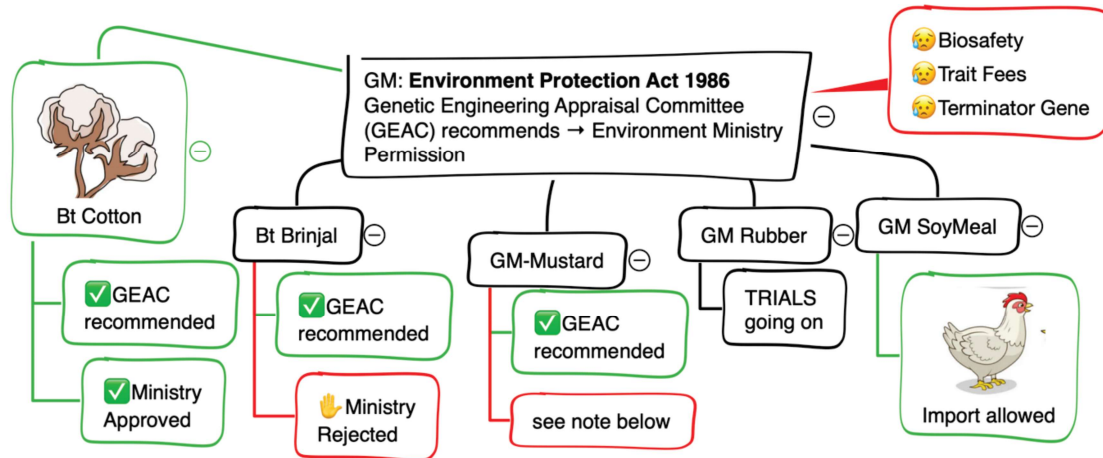 GM: Environment Protection Act 1986
Genetic Engineering Appraisal Committee
(GEAC) recommends → Environment Ministry
Permission
😥Biosafety
😥Trait Fees
😥Terminator Gene
Bt Cotton
✅GEAC
recommended
✅Ministry
Approved
Bt Brinjal
✅GEAC
recommended
✋Ministry
Rejected
GM-Mustard
✅GEAC
recommended
see note below
GM Rubber
TRIALS
going on
GM SoyMeal
Import allowed